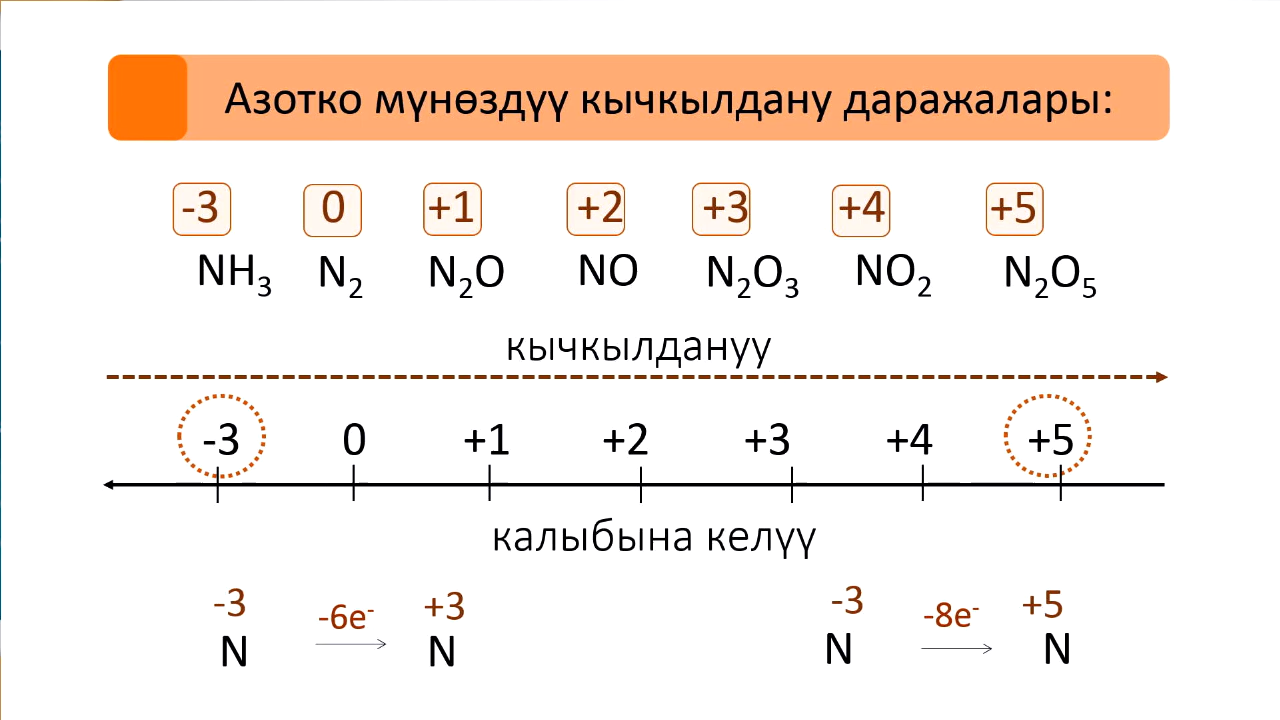 Азотко мүнөздүү кычкылдану даражалары:
-3 0 +1 +2 +3 +4 +5
NH₃ N₂ N₂O NO N₂O₃ NO₂ N₂O₅
кычкылдануу
-3 0 +1 +2 +3 +4 +5
калыбына келүү
-3 -6e⁻ +3 -3 -8e⁻ +5
N N N N